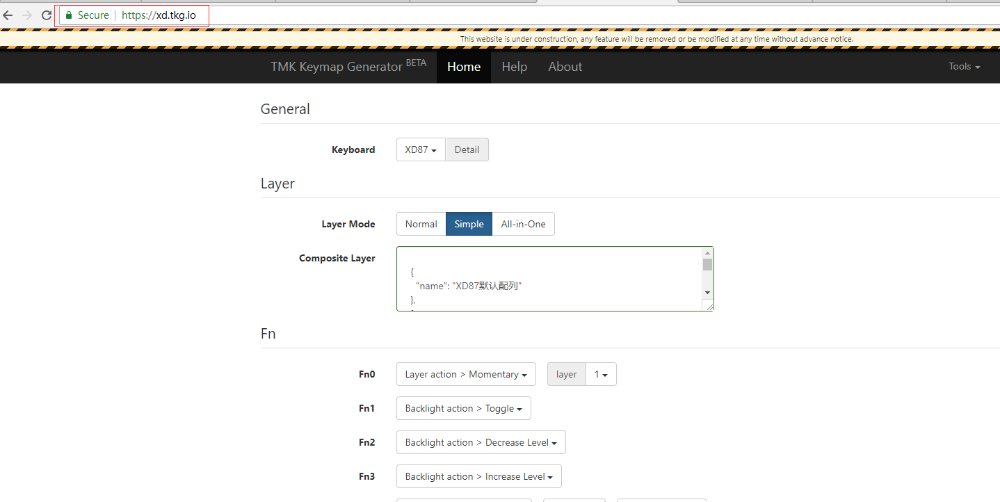 Secure https://xd.tkg.io
This website is under construction, any feature will be removed or be modified at any time without advance notice.
TMK Keymap Generator BETA Home Help About Tools
General
Keyboard XD87 Detail
Layer
Layer Mode Normal Simple All-in-One
Composite Layer
{
"name": "XD87默认配列"
},
Fn
Fn0 Layer action > Momentary layer 1
Fn1 Backlight action > Toggle
Fn2 Backlight action > Decrease Level
Fn3 Backlight action > Increase Level